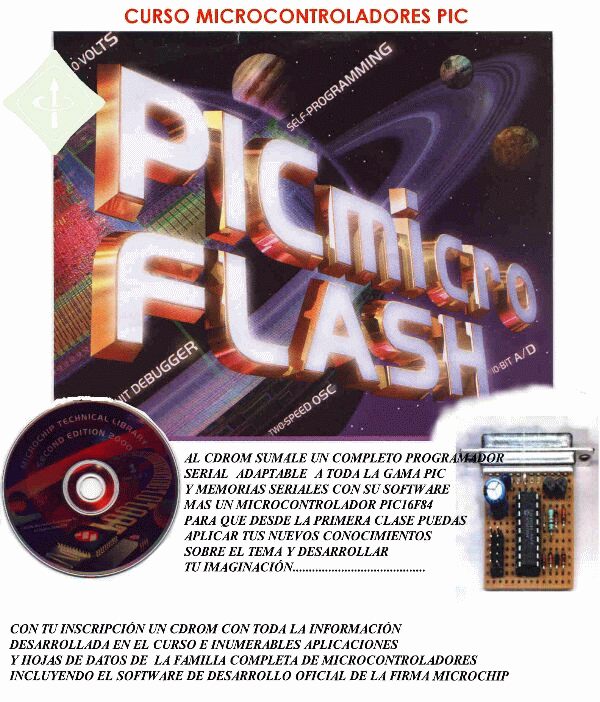 CURSO MICROCONTROLADORES PIC
0 VOLTS
SELF-PROGRAMMING
PICmicro
FLASH
UIT DEBUGGER
TWO-SPEED OSC
10 BIT A/D
MICROCHIP TECHNICAL LIBRARY
SECOND EDITION 2000
AL CDROM SUMALE UN COMPLETO PROGRAMADOR
SERIAL ADAPTABLE A TODA LA GAMA PIC
Y MEMORIAS SERIALES CON SU SOFTWARE
MAS UN MICROCONTROLADOR PIC16F84
PARA QUE DESDE LA PRIMERA CLASE PUEDAS
APLICAR TUS NUEVOS CONOCIMIENTOS
SOBRE EL TEMA Y DESARROLLAR
TU IMAGINACIÓN..........................................
CON TU INSCRIPCIÓN UN CDROM CON TODA LA INFORMACIÓN
DESARROLLADA EN EL CURSO E INUMERABLES APLICACIONES
Y HOJAS DE DATOS DE LA FAMILIA COMPLETA DE MICROCONTROLADORES
INCLUYENDO EL SOFTWARE DE DESARROLLO OFICIAL DE LA FIRMA MICROCHIP